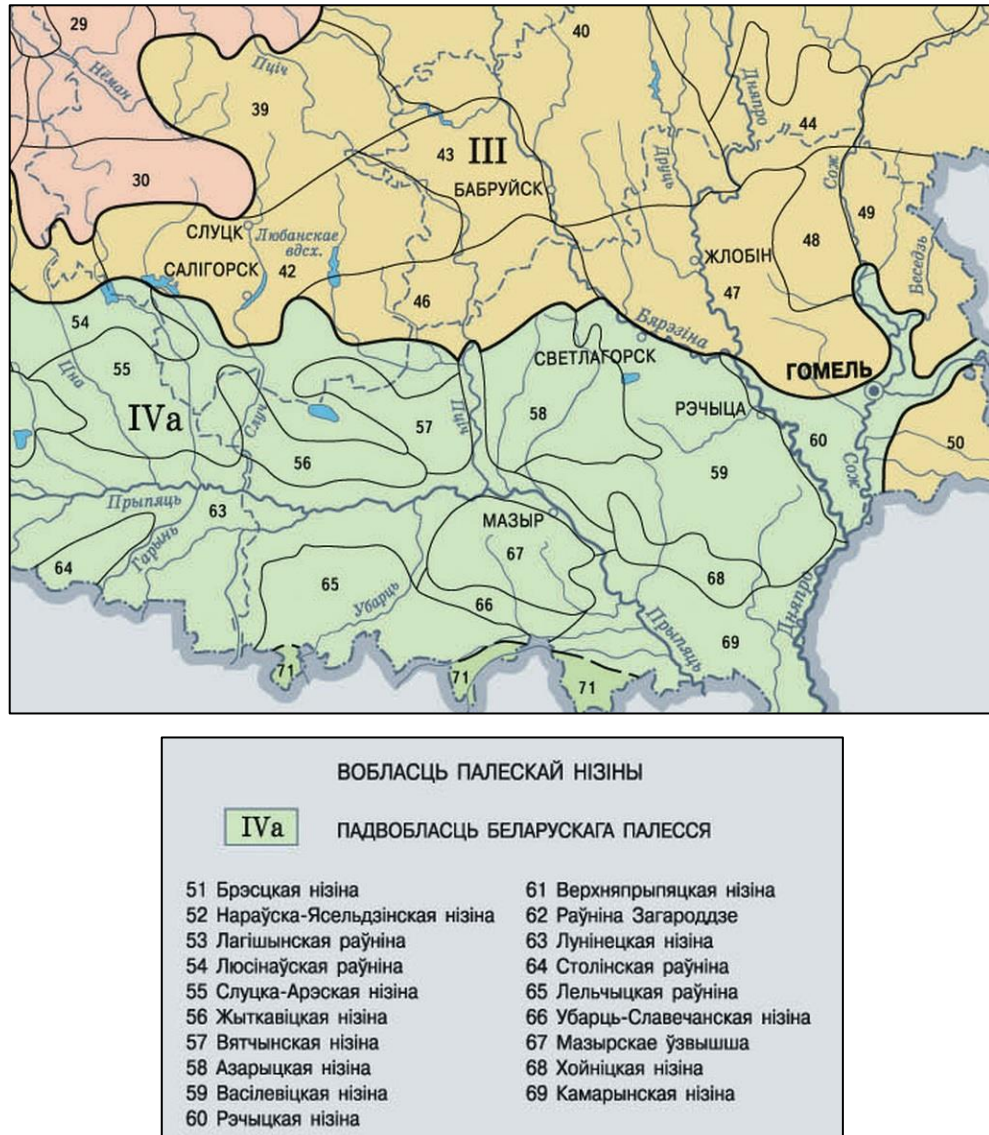 29
40
Пціч
Нёман
39
Дняпро
44
43
III
30
БАБРУЙСК
Друць
Сож
49
СЛУЦК
Любанскае
вдсх.
ЖЛОБІН
48
Беседзь
САЛІГОРСК
42
46
47
54
Бярэзіна
55
Цна
СВЕТЛАГОРСК
ГОМЕЛЬ
IVa
Случ
57
Пціч
58
РЭЧЫЦА
60
50
56
59
Сож
Прыпяць
63
Гарынь
МАЗЫР
67
64
65
Убарць
66
68
Дняпро
Прыпяць
69
71
71
71
ВОБЛАСЦЬ ПАЛЕСКАЙ НІЗІНЫ
IVa ПАДВОБЛАСЦЬ БЕЛАРУСКАГА ПАЛЕССЯ
51 Брэсцкая нізіна
52 Нараўска-Ясельдзінская нізіна
53 Лагішынская раўніна
54 Люсінаўская раўніна
55 Слуцка-Арэская нізіна
56 Жыткавіцкая нізіна
57 Вятчынская нізіна
58 Азарыцкая нізіна
59 Васілевіцкая нізіна
60 Рэчыцкая нізіна
61 Верхняпрыпяцкая нізіна
62 Раўніна Загароддзе
63 Лунінецкая нізіна
64 Столінская раўніна
65 Лельчыцкая раўніна
66 Убарць-Славечанская нізіна
67 Мазырскае ўзвышша
68 Хойніцкая нізіна
69 Камарынская нізіна